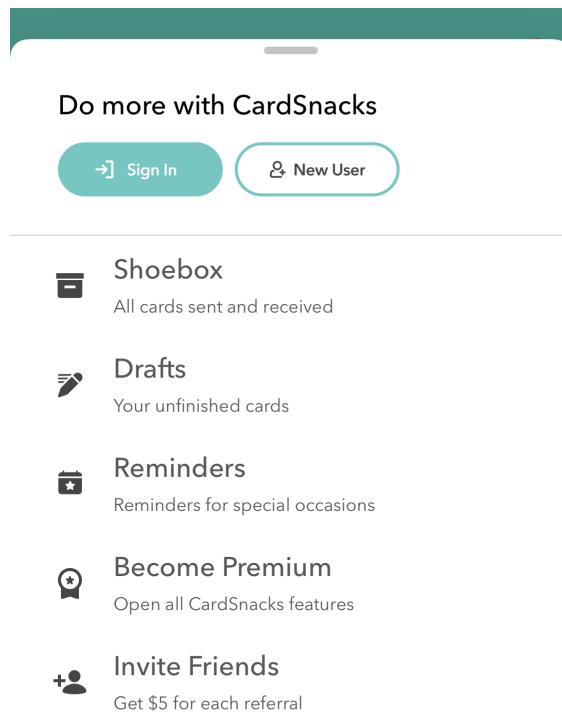 Do more with CardSnacks
Sign In
New User
Shoebox
All cards sent and received
Drafts
Your unfinished cards
Reminders
Reminders for special occasions
Become Premium
Open all CardSnacks features
Invite Friends
Get $5 for each referral